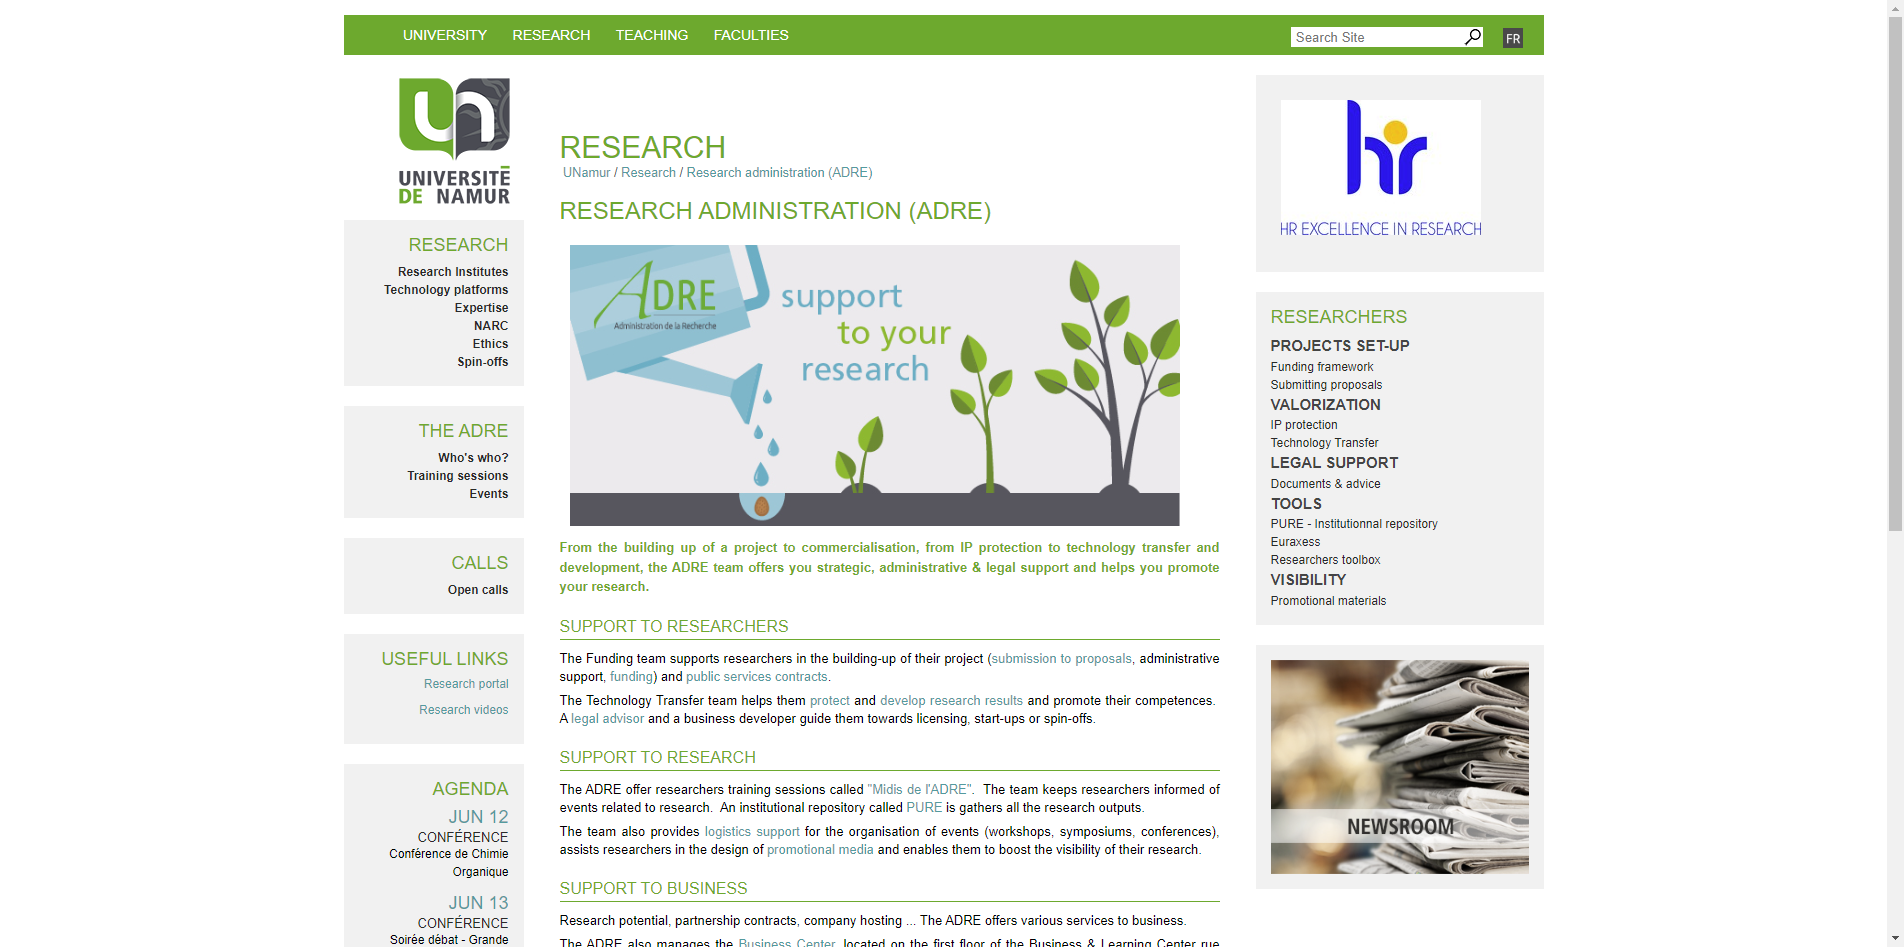 UNIVERSITY RESEARCH TEACHING FACULTIES
Search Site
FR
UNIVERSITÉ
DE NAMUR
RESEARCH
Research Institutes
Technology platforms
Expertise
NARC
Ethics
Spin-offs
THE ADRE
Who's who?
Training sessions
Events
CALLS
Open calls
USEFUL LINKS
Research portal
Research videos
AGENDA
JUN 12
CONFÉRENCE
Conférence de Chimie
Organique
JUN 13
CONFÉRENCE
Soirée débat - Grande
RESEARCH
UNamur / Research / Research administration (ADRE)
RESEARCH ADMINISTRATION (ADRE)
ADRE
Administration de la Recherche
support
to your
research
From the building up of a project to commercialisation, from IP protection to technology transfer and
development, the ADRE team offers you strategic, administrative & legal support and helps you promote
your research.
SUPPORT TO RESEARCHERS
The Funding team supports researchers in the building-up of their project (submission to proposals, administrative
support, funding) and public services contracts.
The Technology Transfer team helps them protect and develop research results and promote their competences.
A legal advisor and a business developer guide them towards licensing, start-ups or spin-offs.
SUPPORT TO RESEARCH
The ADRE offer researchers training sessions called "Midis de l'ADRE". The team keeps researchers informed of
events related to research. An institutional repository called PURE is gathers all the research outputs.
The team also provides logistics support for the organisation of events (workshops, symposiums, conferences),
assists researchers in the design of promotional media and enables them to boost the visibility of their research.
SUPPORT TO BUSINESS
Research potential, partnership contracts, company hosting ... The ADRE offers various services to business.
The ADRE also manages the Business Center, located on the first floor of the Business & Learning Center rue
hr
HR EXCELLENCE IN RESEARCH
RESEARCHERS
PROJECTS SET-UP
Funding framework
Submitting proposals
VALORIZATION
IP protection
Technology Transfer
LEGAL SUPPORT
Documents & advice
TOOLS
PURE - Institutionnal repository
Euraxess
Researchers toolbox
VISIBILITY
Promotional materials
NEWSROOM